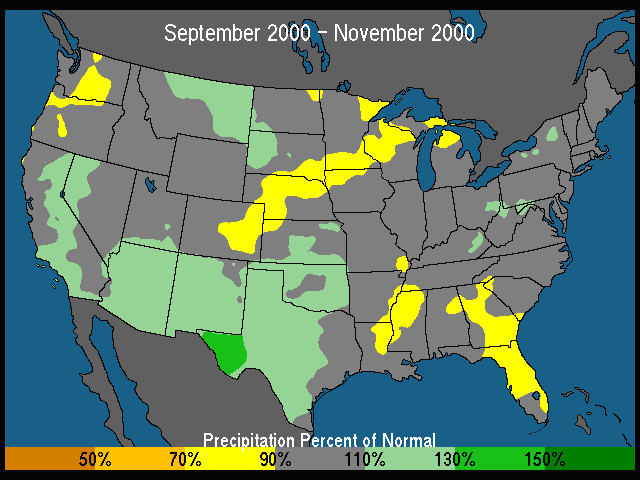 September 2000 – November 2000
Precipitation Percent of Normal
50% 70% 90% 110% 130% 150%